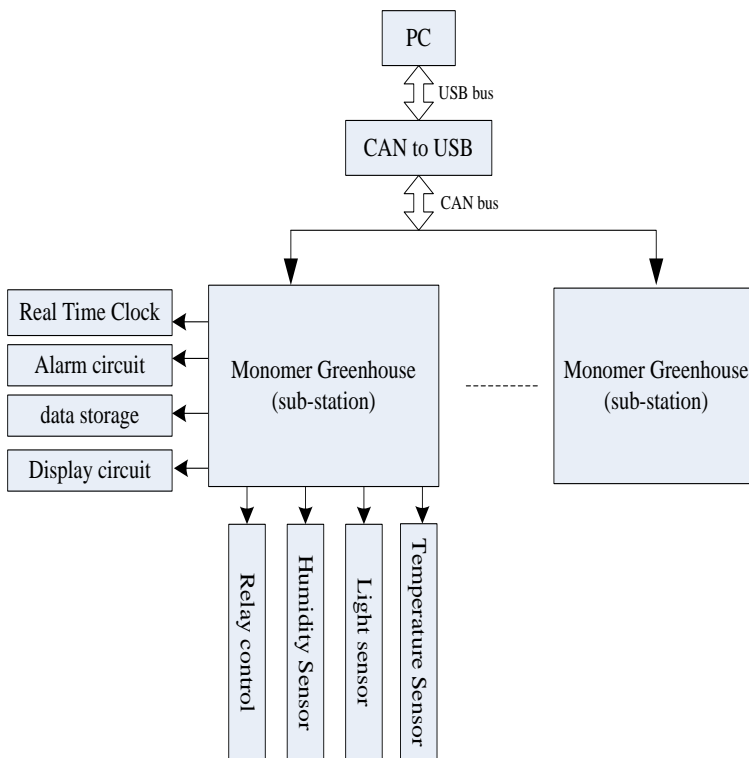 PC
USB bus
CAN to USB
CAN bus
Real Time Clock
Alarm circuit
data storage
Display circuit
Monomer Greenhouse
(sub-station)
Monomer Greenhouse
(sub-station)
Relay control
Humidity Sensor
Light sensor
Temperature Sensor